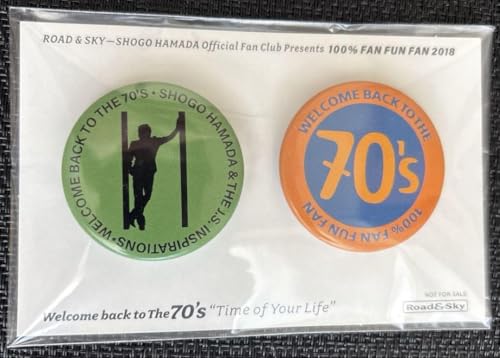 ROAD & SKY—SHOGO HAMADA Official Fan Club Presents 100% FAN FUN FAN 2018
WELCOME BACK TO THE 70'S • SHOGO HAMADA & THE J.S. INSPIRATIONS •
WELCOME BACK TO THE
70's
100% FAN FUN FAN
NOT FOR SALE
Road&Sky
Welcome back to The 70's "Time of Your Life"